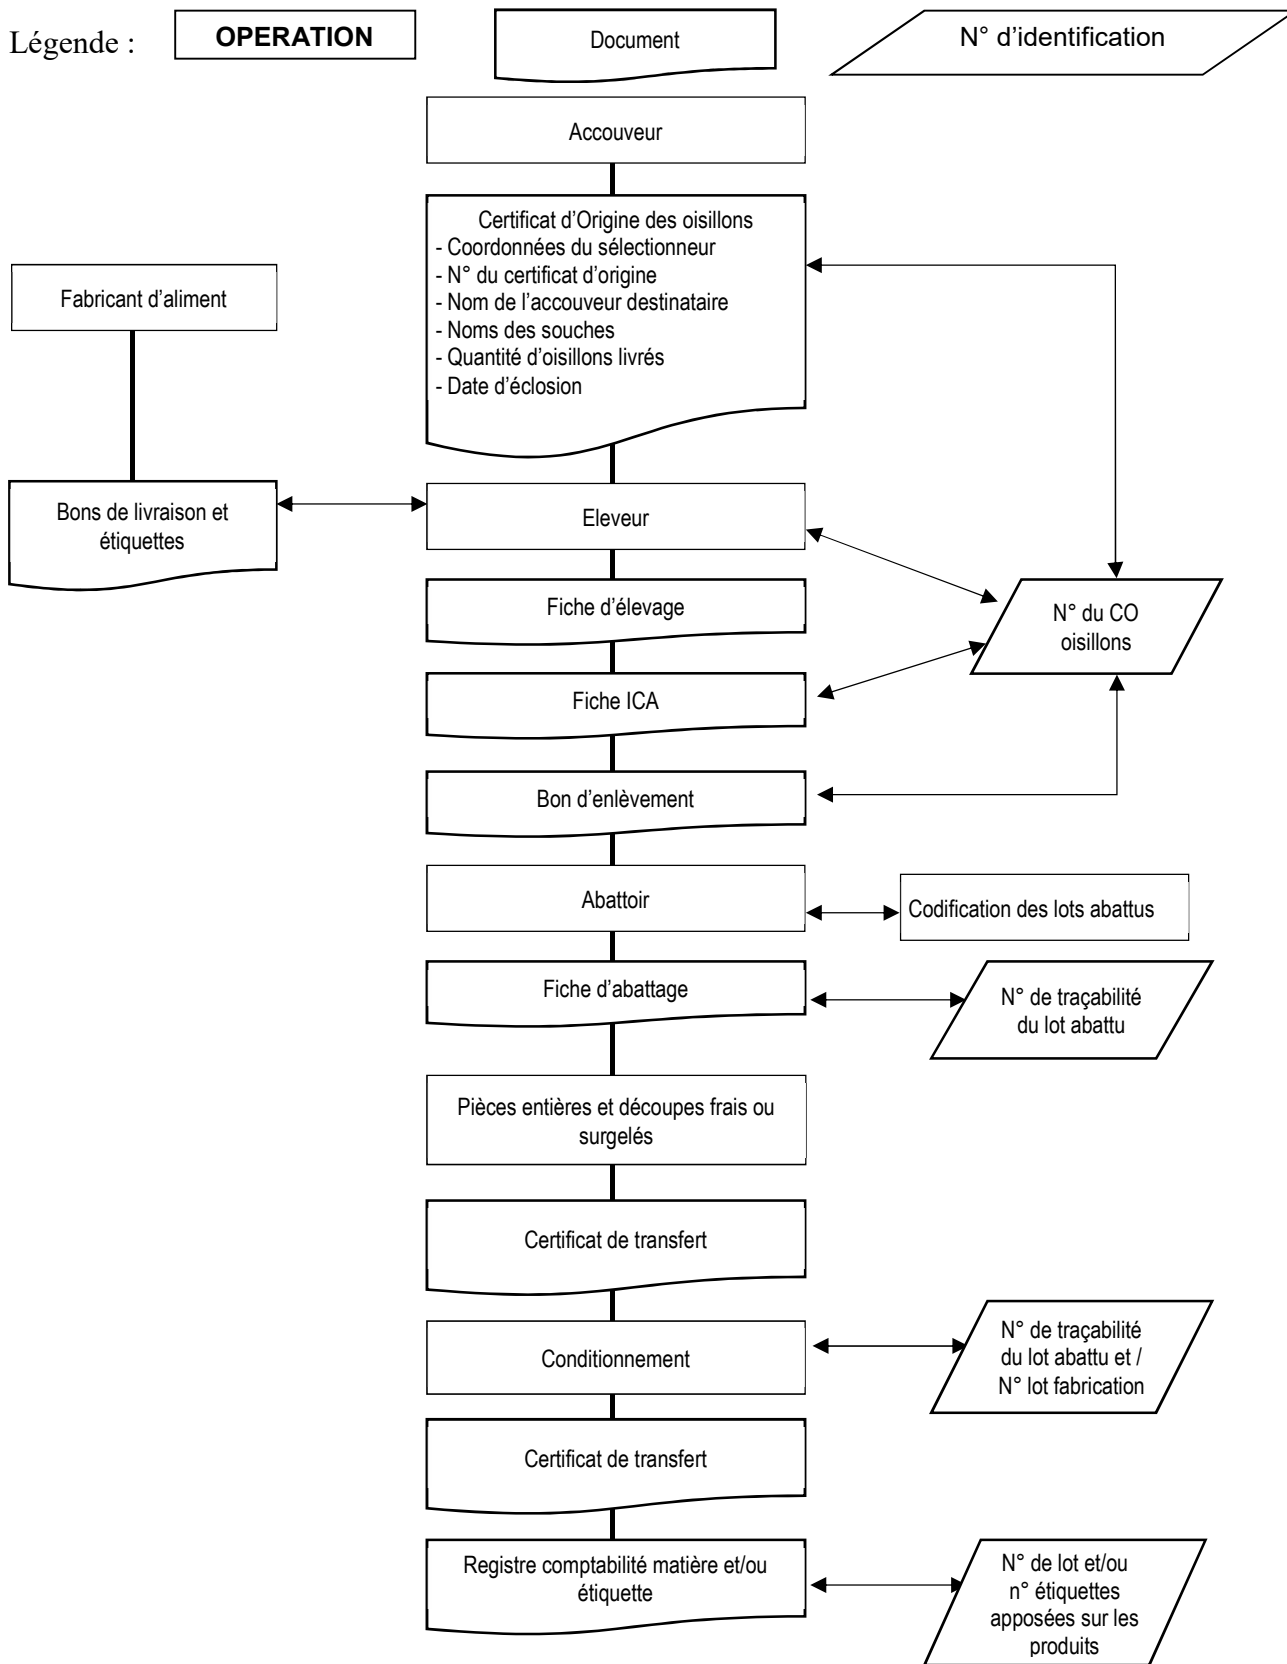 Légende :
OPERATION
Document
N° d’identification
Accouveur
Certificat d’Origine des oisillons
- Coordonnées du sélectionneur
- N° du certificat d’origine
- Nom de l’accouveur destinataire
- Noms des souches
- Quantité d’oisillons livrés
- Date d’éclosion
Fabricant d’aliment
Bons de livraison et
étiquettes
Eleveur
Fiche d’élevage
N° du CO
oisillons
Fiche ICA
Bon d’enlèvement
Abattoir
Codification des lots abattus
Fiche d’abattage
N° de traçabilité
du lot abattu
Pièces entières et découpes frais ou
surgelés
Certificat de transfert
Conditionnement
N° de traçabilité
du lot abattu et /
N° lot fabrication
Certificat de transfert
Registre comptabilité matière et/ou
étiquette
N° de lot et/ou
n° étiquettes
apposées sur les
produits